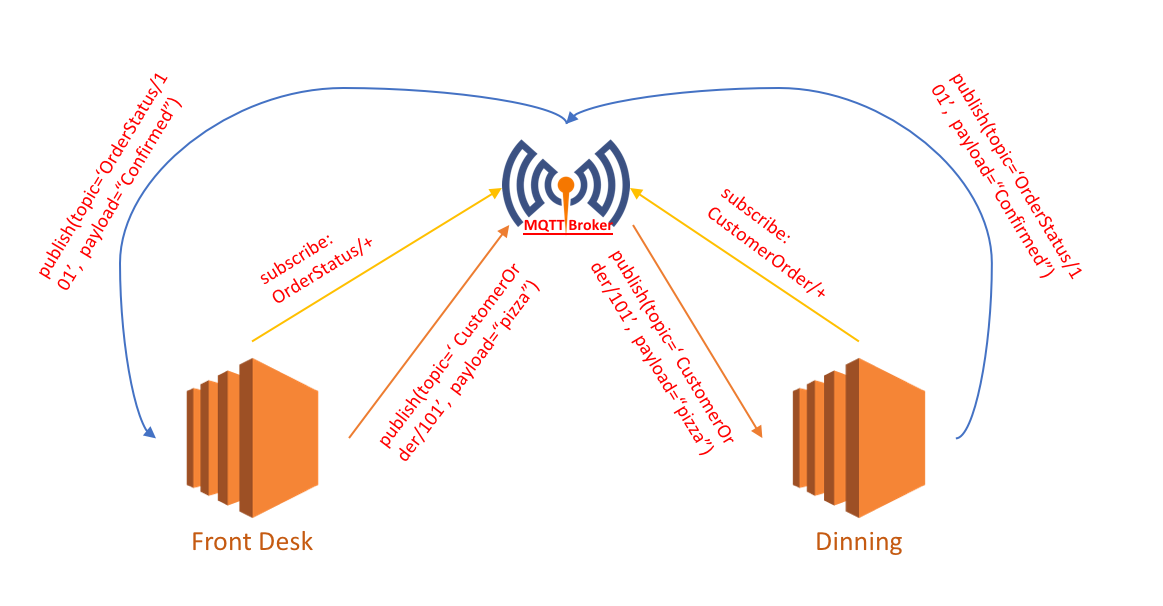 publish(topic=‘OrderStatus/1
01’, payload=“Confirmed”)
publish(topic=‘OrderStatus/1
01’, payload=“Confirmed”)
MQTT Broker
subscribe:
OrderStatus/+
subscribe:
CustomerOrder/+
publish(topic=‘ CustomerOr
der/101’, payload=“pizza”)
publish(topic=‘ CustomerOr
der/101’, payload=“pizza”)
Front Desk
Dinning